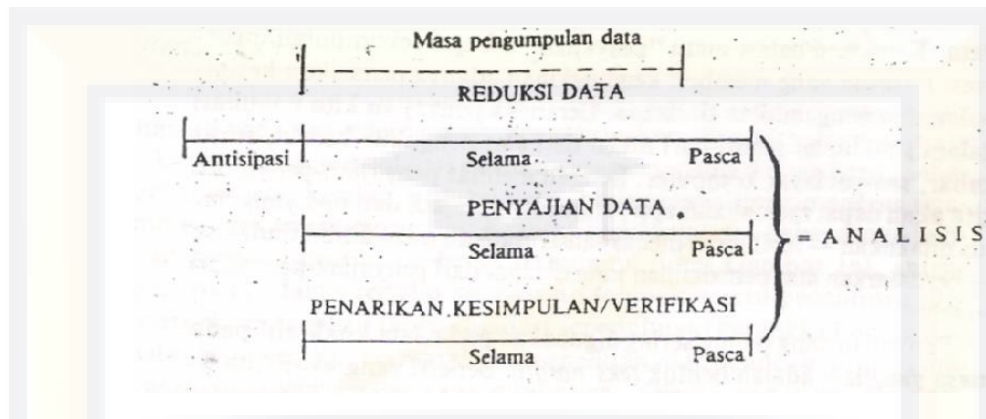 Masa pengumpulan data
REDUKSI DATA
Antisipasi Selama Pasca
PENYAJIAN DATA
Selama Pasca
= ANALISIS
PENARIKAN KESIMPULAN/VERIFIKASI
Selama Pasca